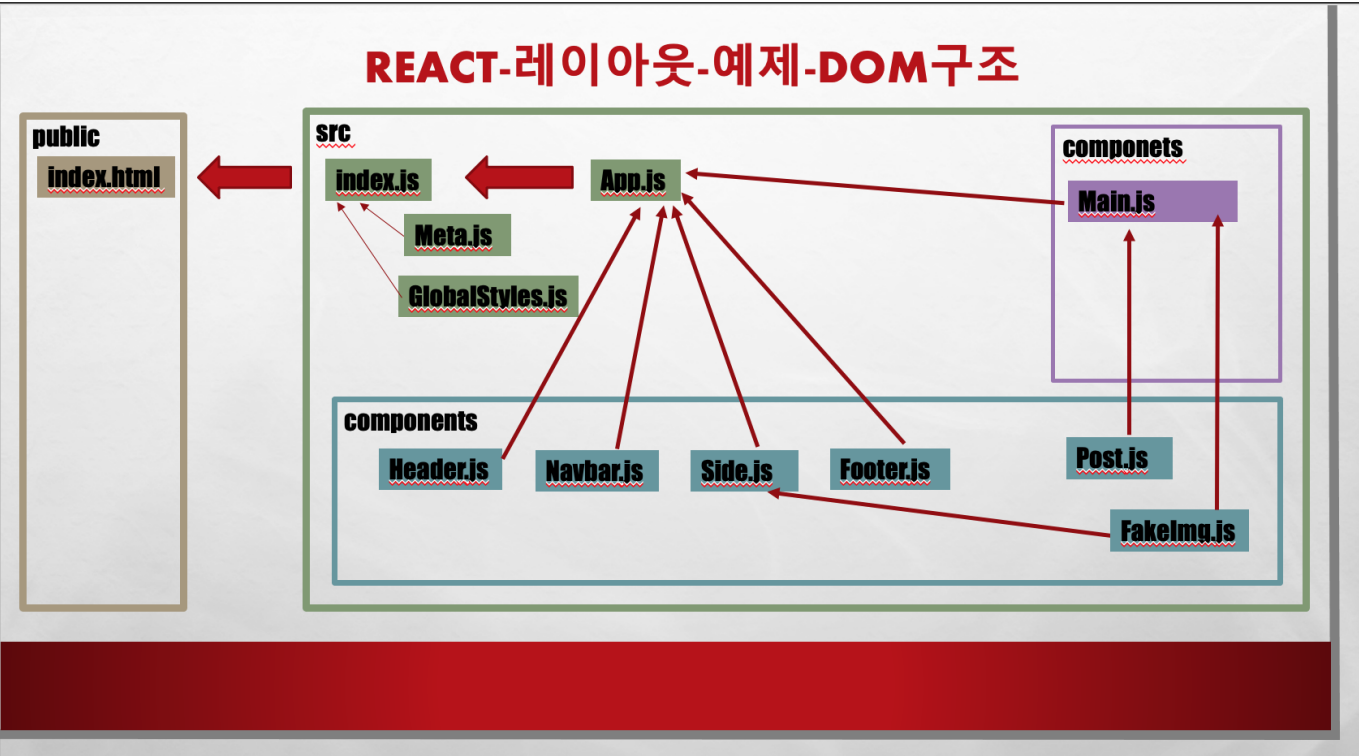 REACT-레이아웃-예제-DOM구조
public
index.html
src
index.js
App.js
Meta.js
GlobalStyles.js
componets
Main.js
components
Header.js
Navbar.js
Side.js
Footer.js
Post.js
FakeImg.js